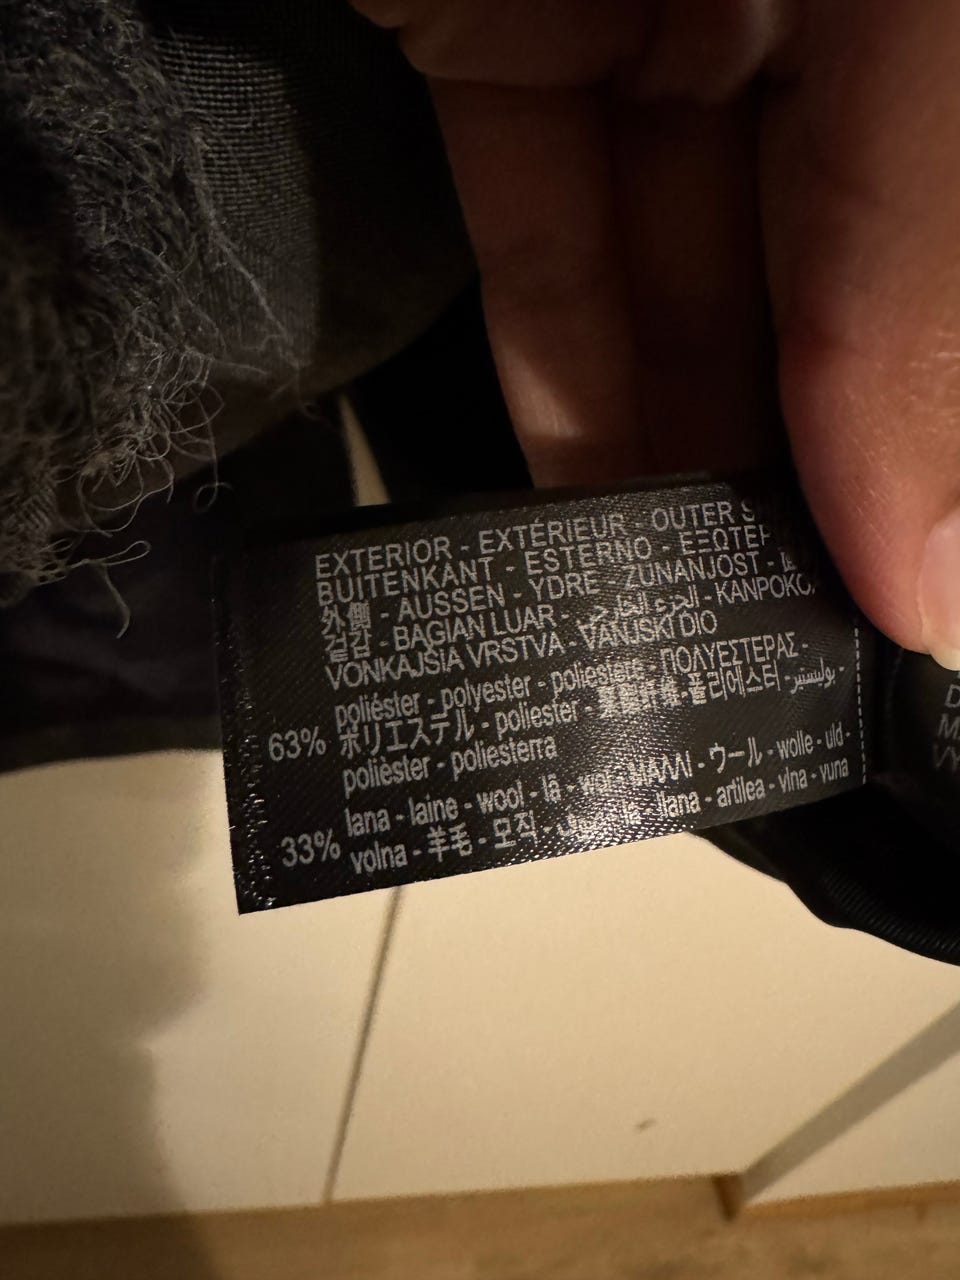 EXTERIOR - EXTÉRIEUR - OUTER
BUITENKANT - ESTERNO - ΕΞΩΤΕΡ
外側 - AUSSEN - YDRE ZUNANJOST -
겉감 - BAGIAN LUAR - الجزء الخارجي - KANPOKO
VONKAJŠIA VRSTVA - VANJSKI DIO
poliéster - polyester - poliestere - ΠΟΛΥΕΣΤΕΡΑΣ -
63% ポリエステル - poliester - 폴리에스터 - بوليستير -
polièster - poliesterra
lana - laine - wool - lã - ΜΑΛΛΙ - ウール - wolle - uld -
33% volna - 羊毛 - 모직 - llana - artilea - vlna - vuna